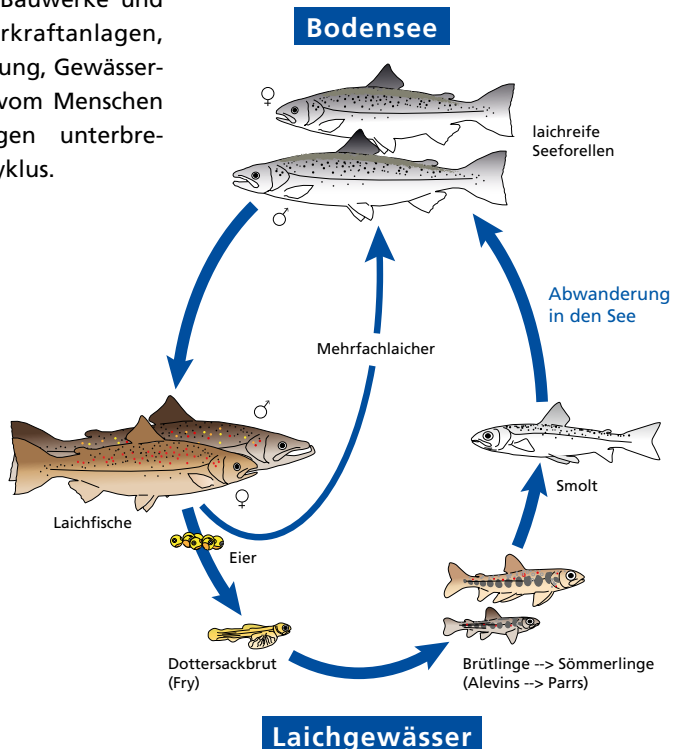 Bauwerke und
rkraftanlagen,
ung, Gewässer-
vom Menschen
gen unterbre-
yklus.
Bodensee
♀
laichreife
Seeforellen
♂
Abwanderung
in den See
Mehrfachlaicher
♂
♀
Laichfische
Smolt
Eier
Dottersackbrut
(Fry)
Brütlinge --> Sömmerlinge
(Alevins --> Parrs)
Laichgewässer